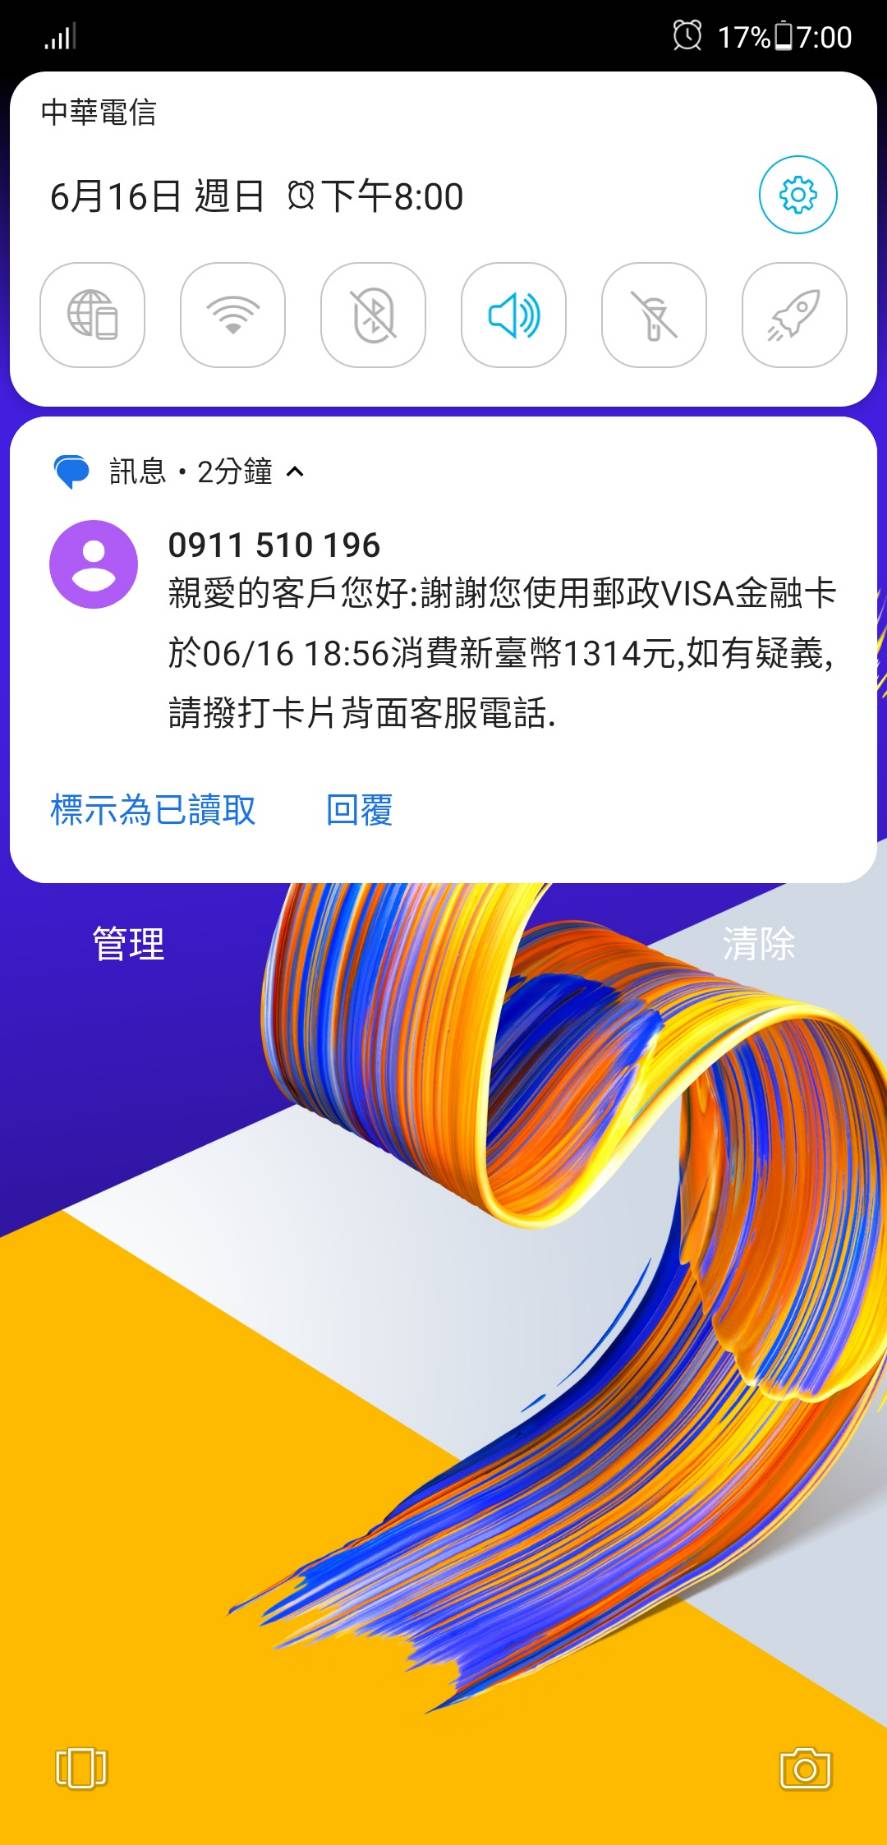 17% 7:00
中華電信
6月16日 週日 下午8:00
訊息・2分鐘
0911 510 196
親愛的客戶您好:謝謝您使用郵政VISA金融卡
於06/16 18:56消費新臺幣1314元,如有疑義,
請撥打卡片背面客服電話.
標示為已讀取 回覆
管理 清除